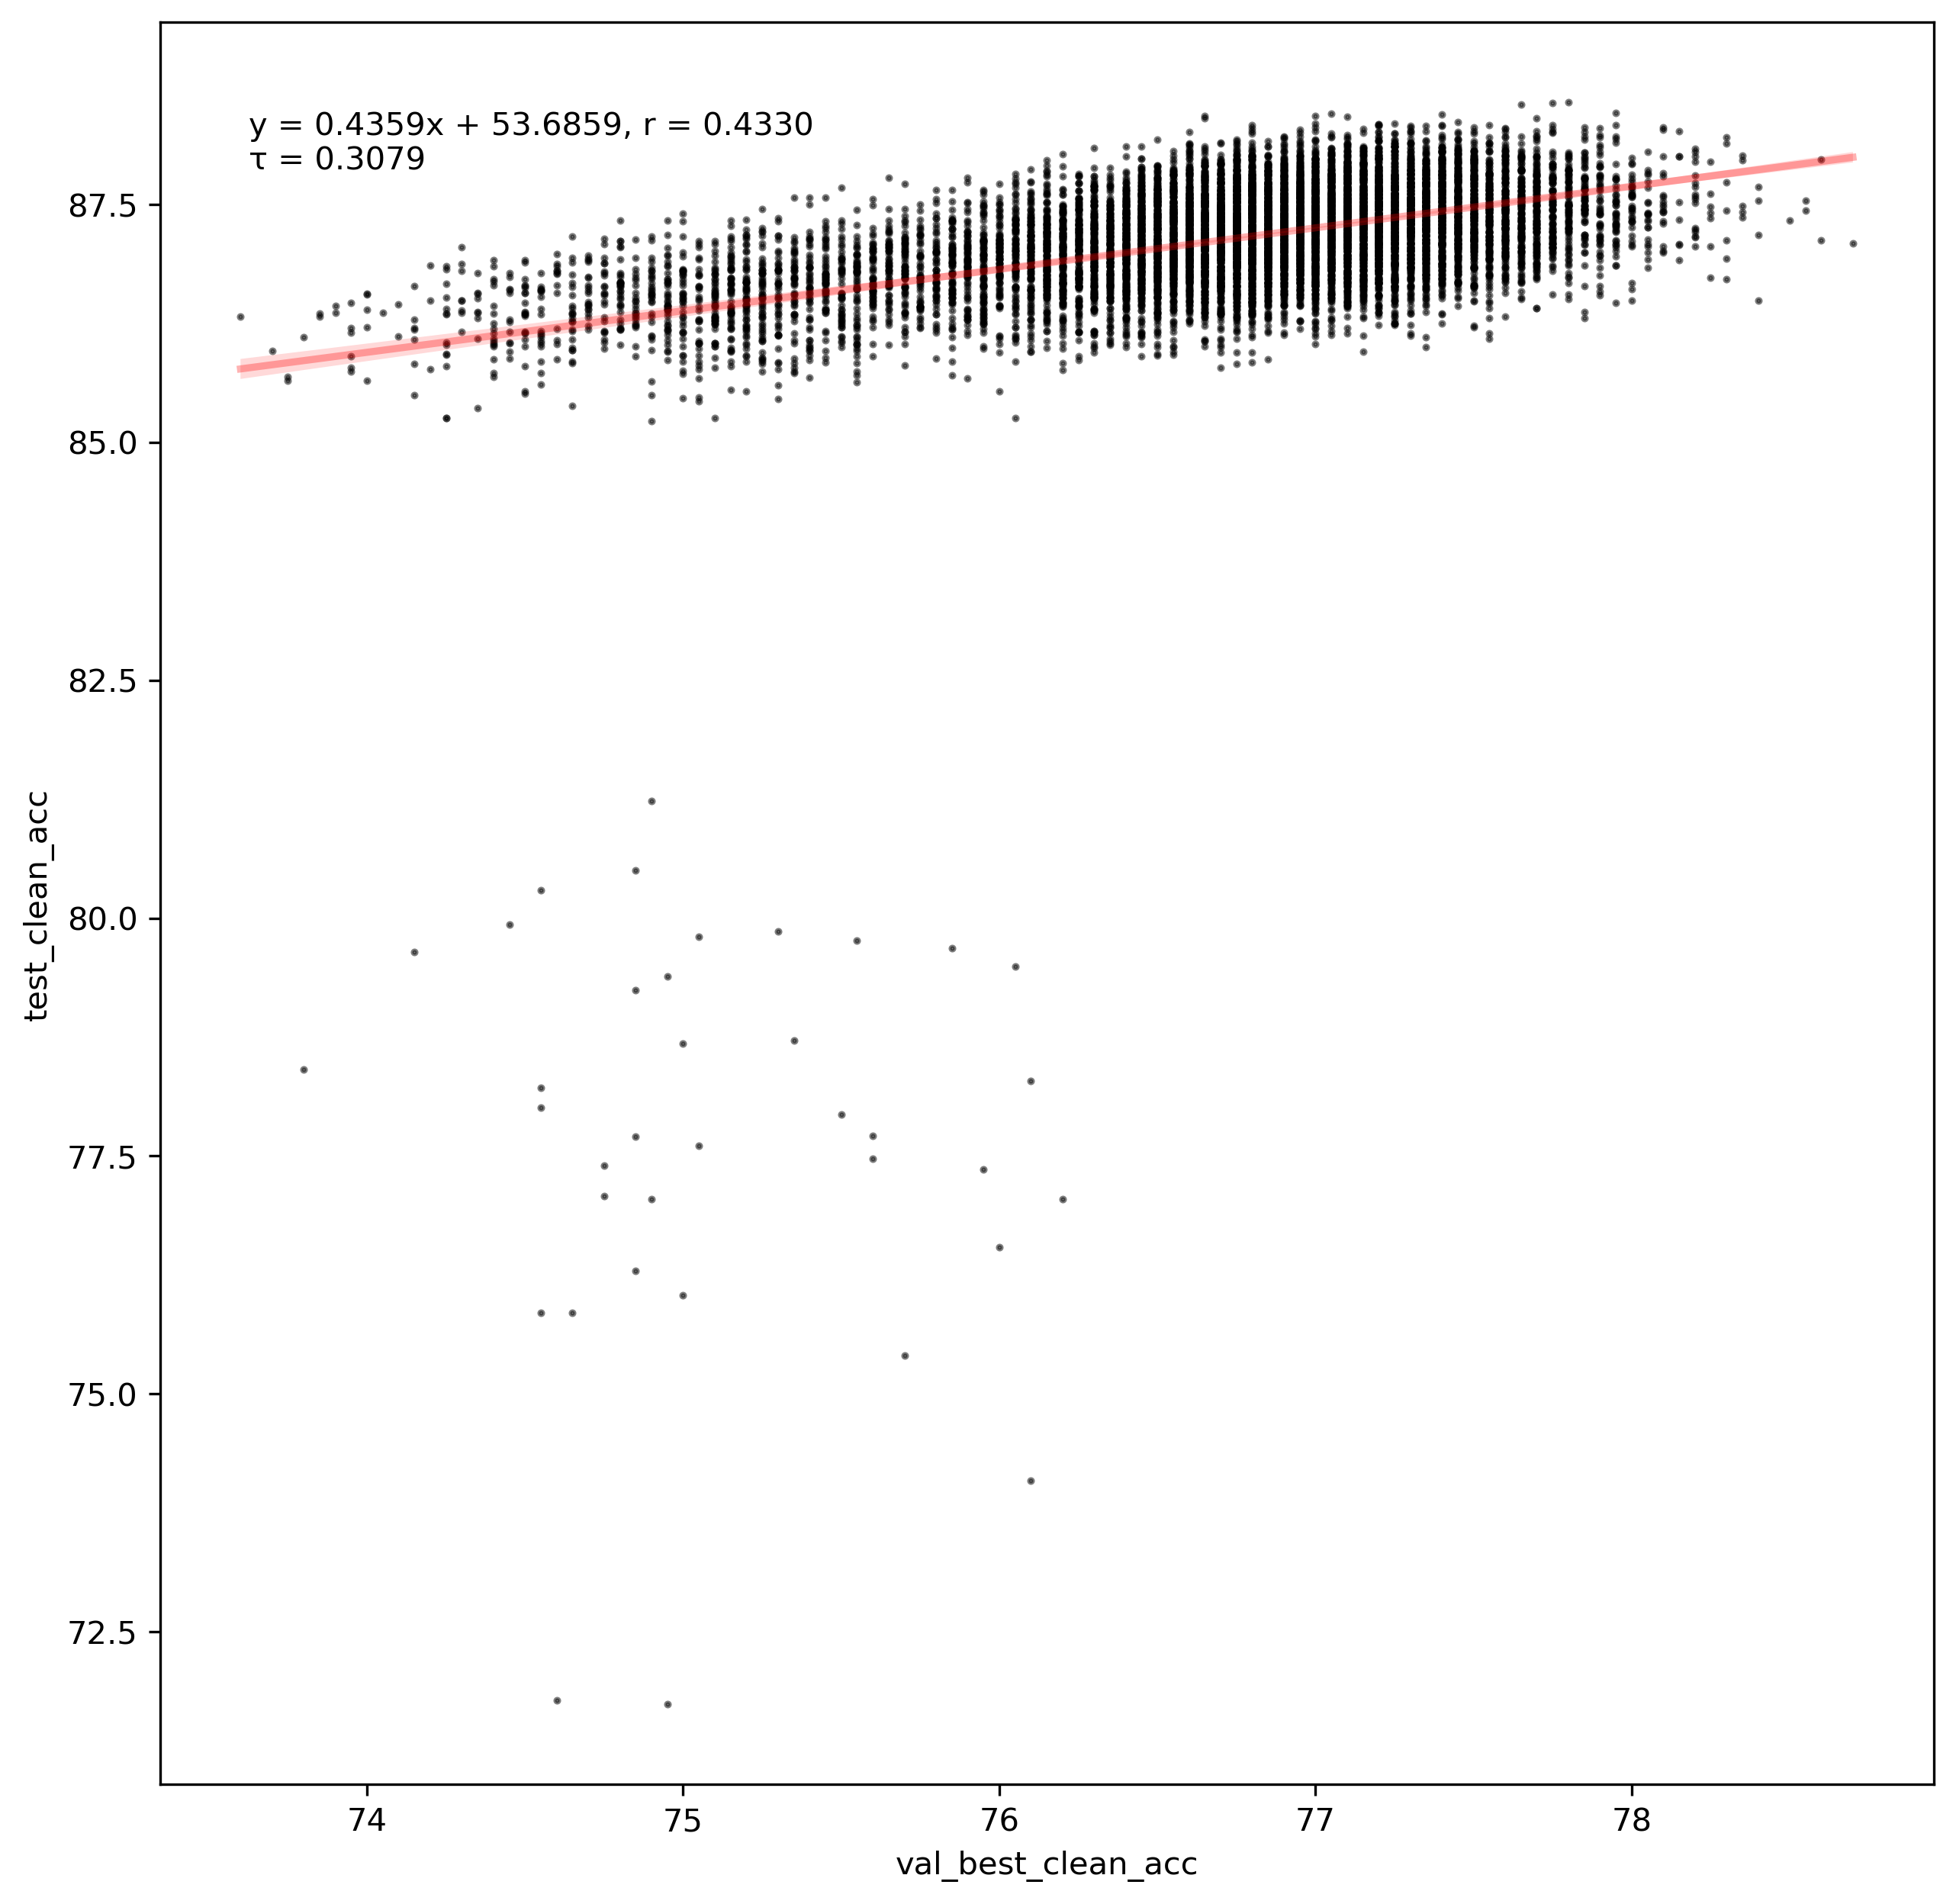 y = 0.4359x + 53.6859, r = 0.4330
τ = 0.3079
87.5
85.0
82.5
80.0
77.5
75.0
72.5
test_clean_acc
74 75 76 77 78
val_best_clean_acc